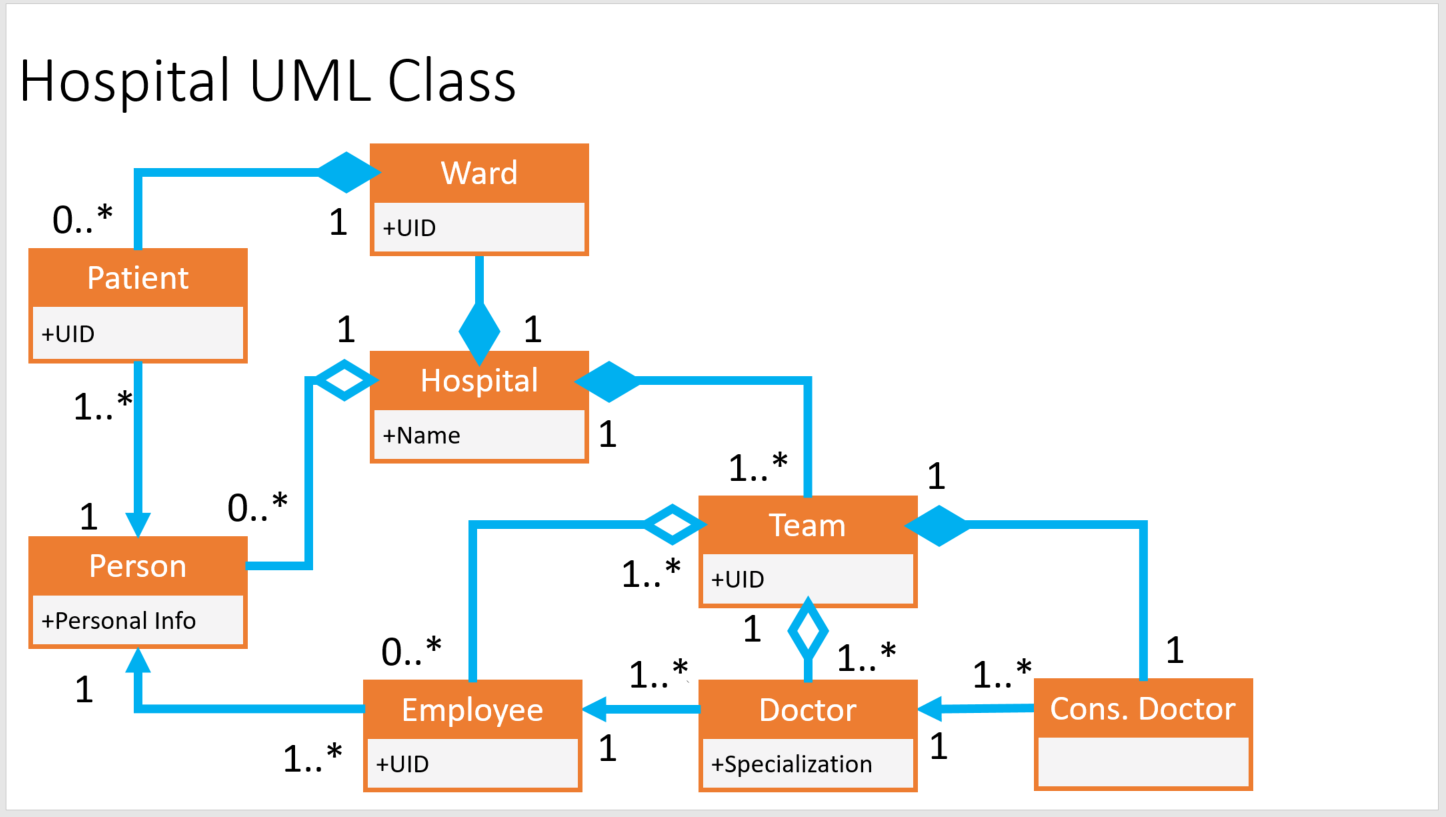 Hospital UML Class
Ward
+UID
0..*
1
Patient
+UID
1
1
Hospital
+Name
1..*
1
1..*
1
0..*
1
Team
+UID
1..*
Person
+Personal Info
1
1..*
0..*
1..*
1..*
1
1
Employee
+UID
Doctor
+Specialization
Cons. Doctor
1..*
1
1